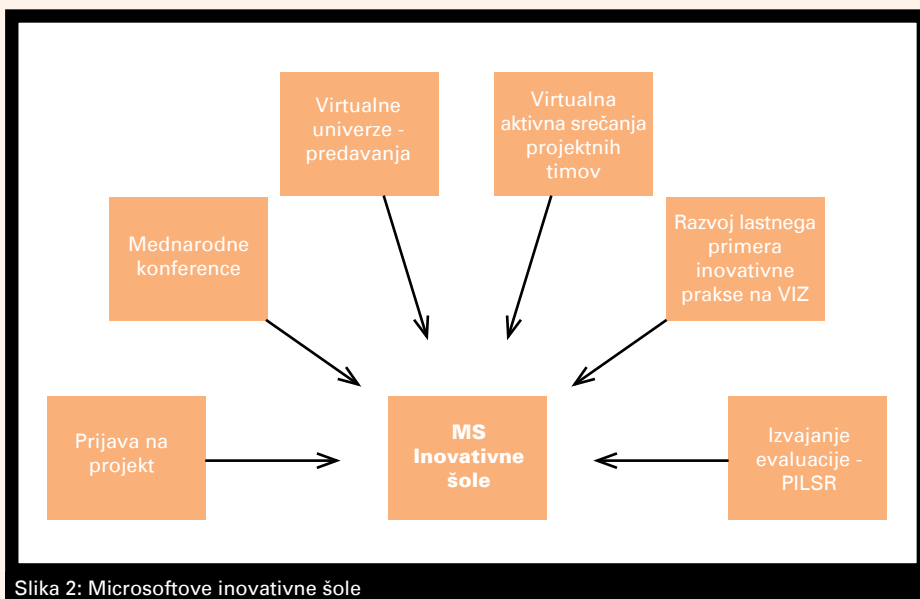 Virtualne
univerze -
predavanja
Virtualna
aktivna srečanja
projektnih
timov
Mednarodne
konference
Razvoj lastnega
primera
inovativne
prakse na VIZ
Prijava na
projekt
MS
Inovativne
šole
Izvajanje
evaluacije -
PILSR
Slika 2: Microsoftove inovativne šole